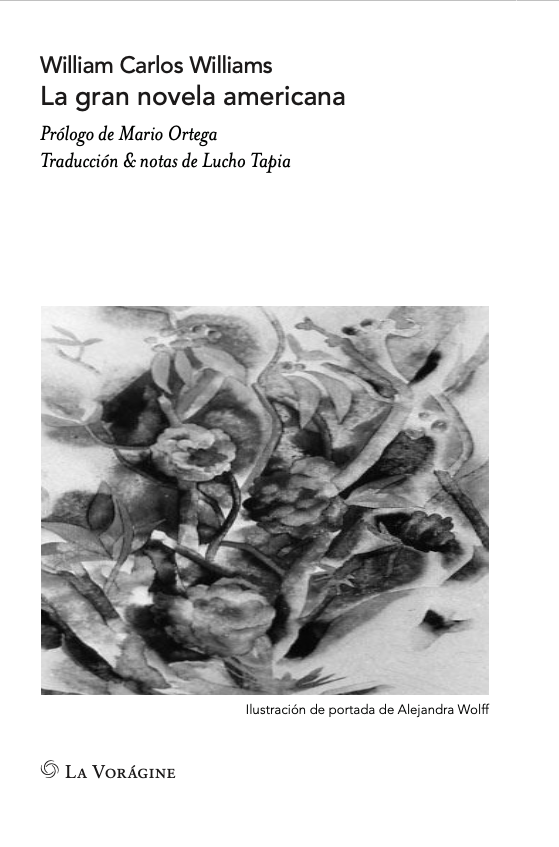 William Carlos Williams
La gran novela americana
Prólogo de Mario Ortega
Traducción & notas de Lucho Tapia
Ilustración de portada de Alejandra Wolff
La Vorágine